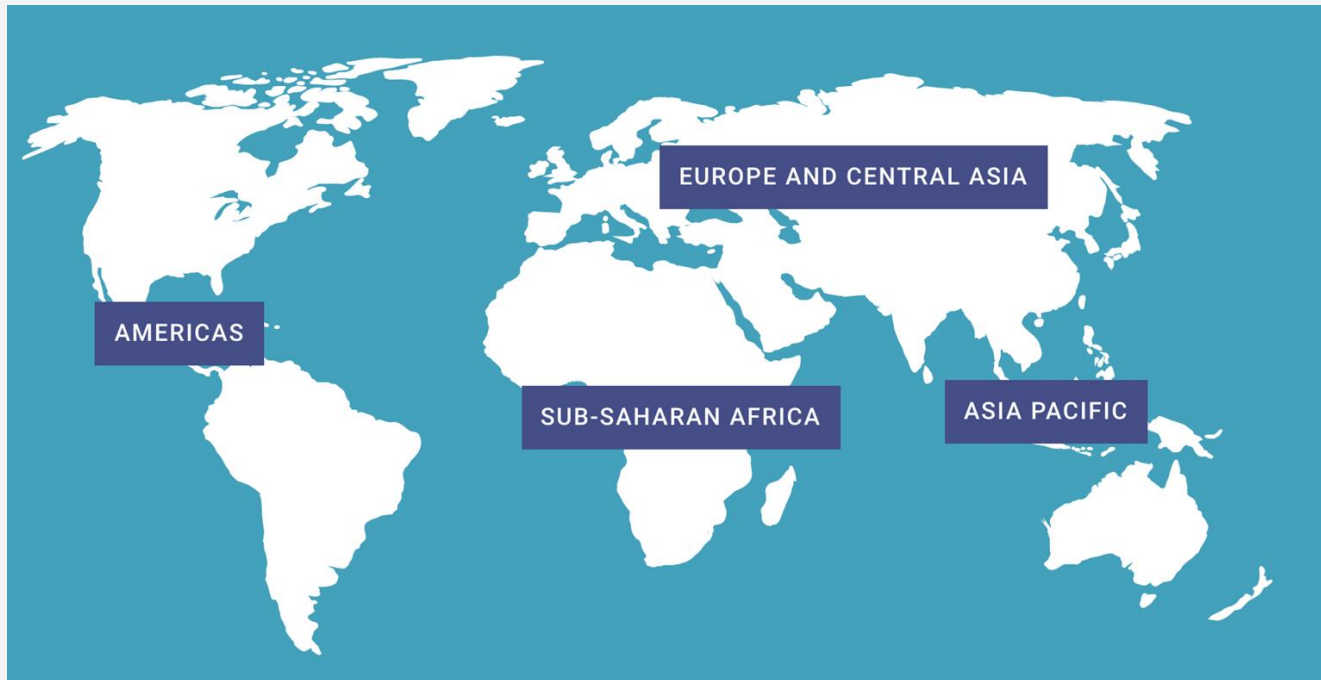 EUROPE AND CENTRAL ASIA
AMERICAS
SUB-SAHARAN AFRICA
ASIA PACIFIC